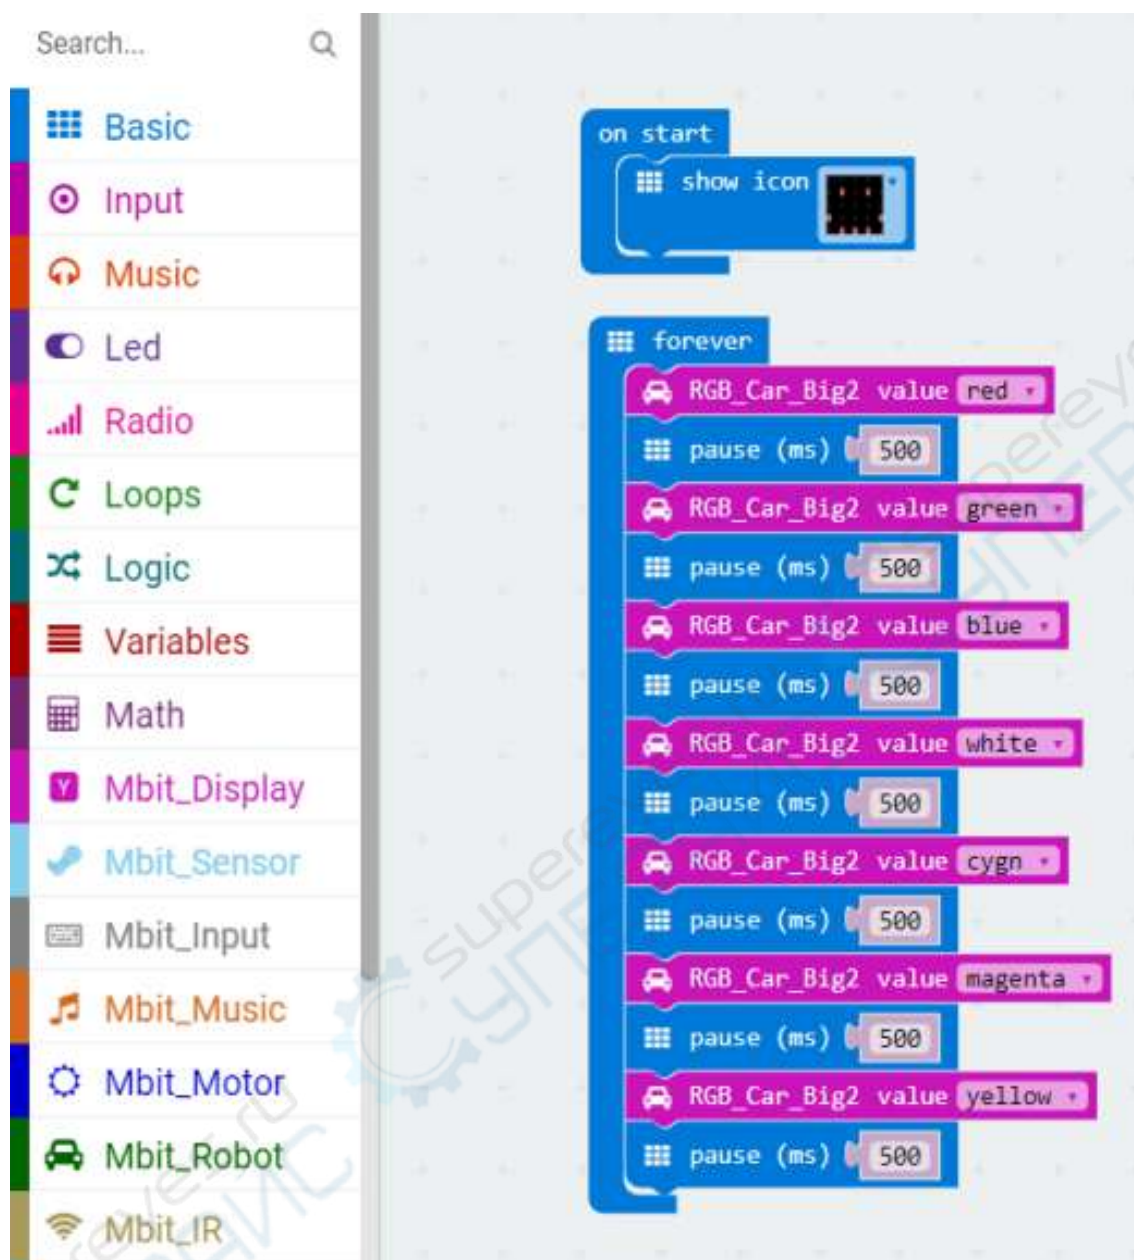 Search...
Basic
Input
Music
Led
Radio
Loops
Logic
Variables
Math
Mbit_Display
Mbit_Sensor
Mbit_Input
Mbit_Music
Mbit_Motor
Mbit_Robot
Mbit_IR
on start
show icon
forever
RGB_Car_Big2 value red
pause (ms) 500
RGB_Car_Big2 value green
pause (ms) 500
RGB_Car_Big2 value blue
pause (ms) 500
RGB_Car_Big2 value white
pause (ms) 500
RGB_Car_Big2 value cygn
pause (ms) 500
RGB_Car_Big2 value magenta
pause (ms) 500
RGB_Car_Big2 value yellow
pause (ms) 500